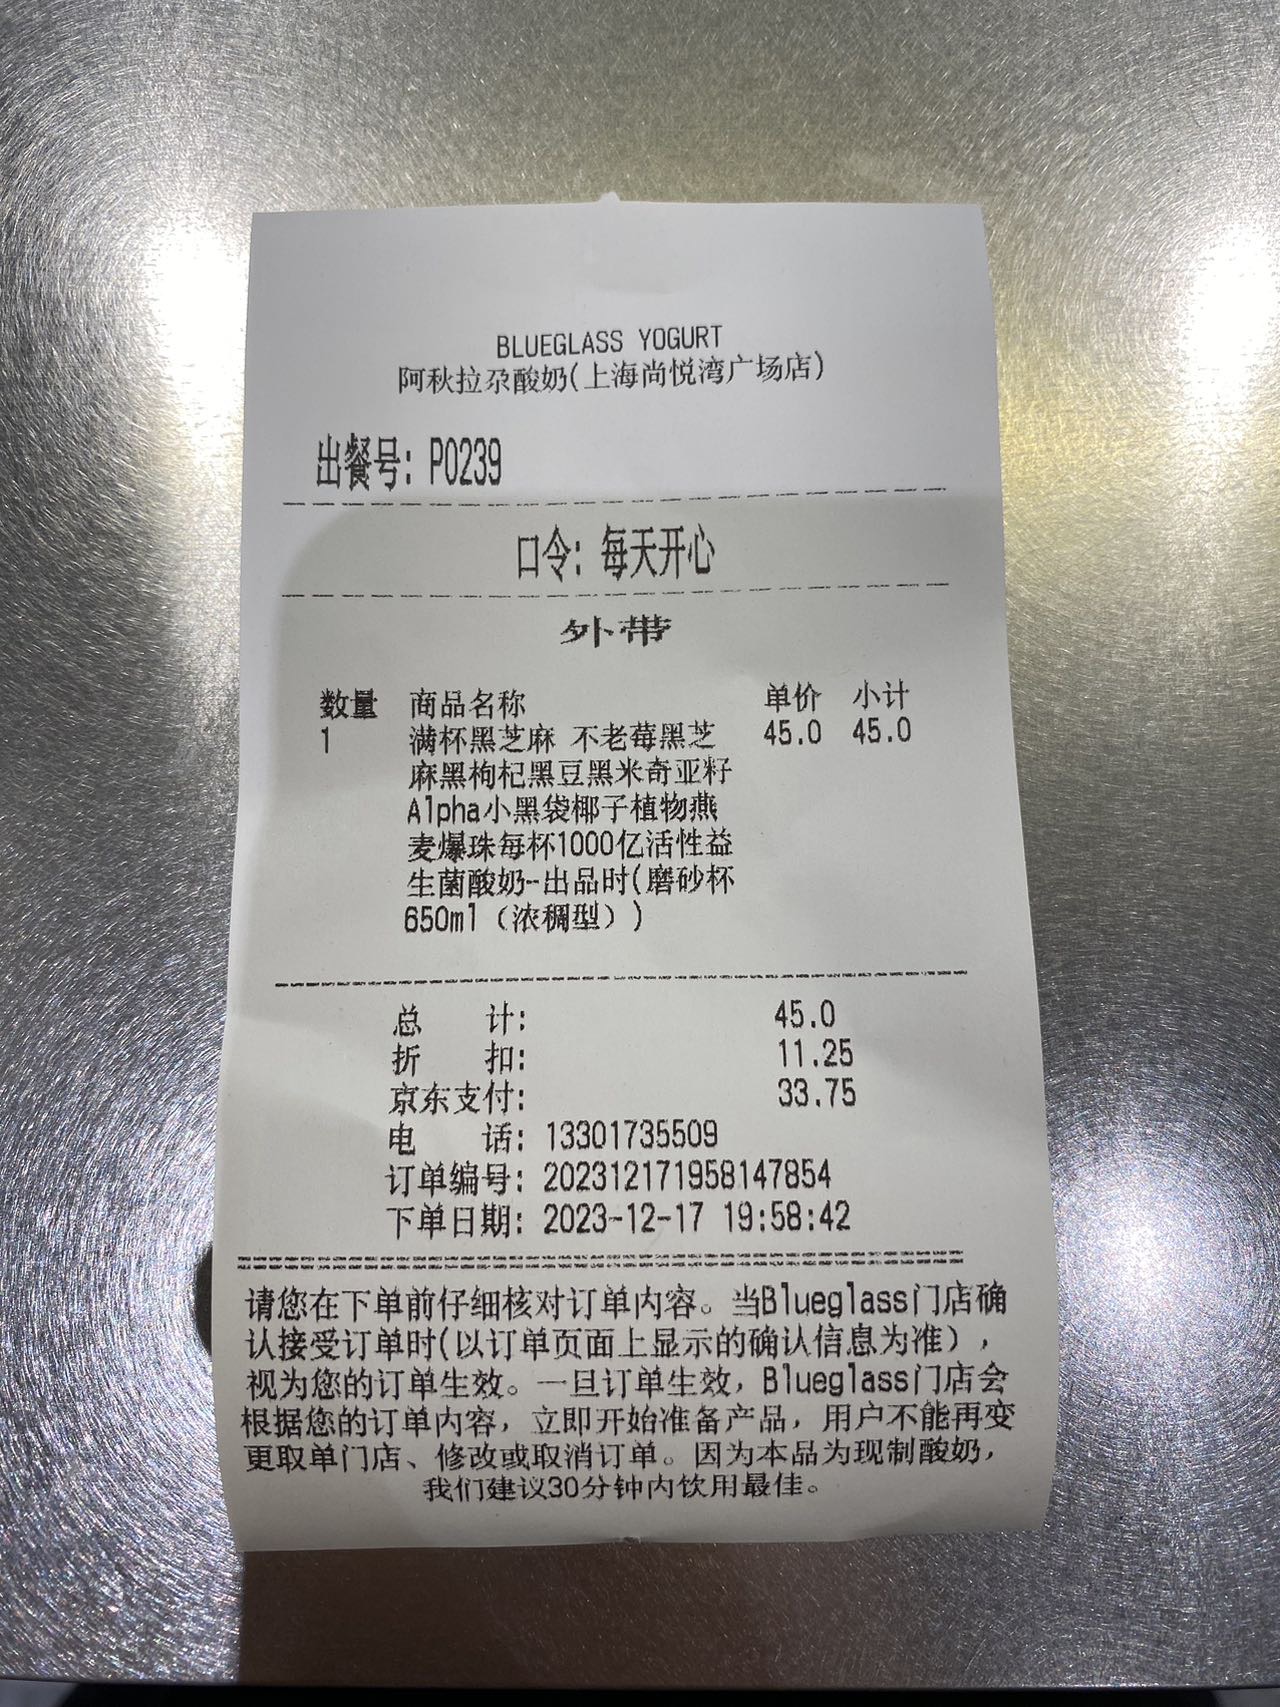 BLUEGLASS YOGURT
阿秋拉尕酸奶(上海尚悦湾广场店)
出餐号: P0239
口令: 每天开心
外带
数量 商品名称 单价 小计
1 满杯黑芝麻 不老莓黑芝 45.0 45.0
麻黑枸杞黑豆黑米奇亚籽
Alpha小黑袋椰子植物燕
麦爆珠每杯1000亿活性益
生菌酸奶--出品时(磨砂杯
650ml（浓稠型）)
总 计: 45.0
折 扣: 11.25
京东支付: 33.75
电 话: 13301735509
订单编号: 202312171958147854
下单日期: 2023-12-17 19:58:42
请您在下单前仔细核对订单内容。当Blueglass门店确
认接受订单时(以订单页面上显示的确认信息为准)，
视为您的订单生效。一旦订单生效，Blueglass门店会
根据您的订单内容，立即开始准备产品，用户不能再变
更取单门店、修改或取消订单。因为本品为现制酸奶，
我们建议30分钟内饮用最佳。